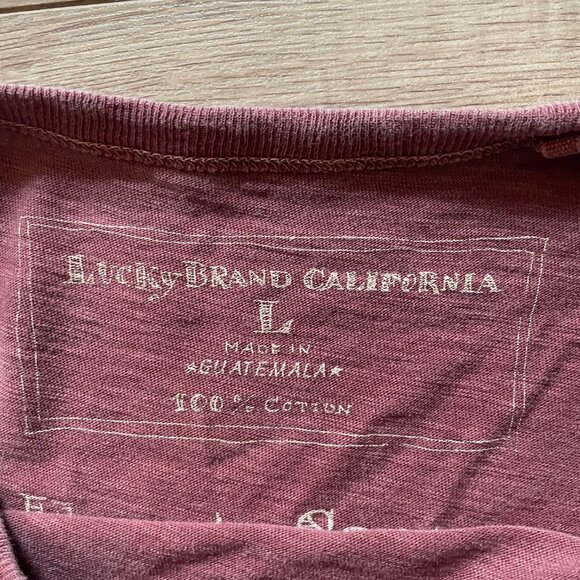 LUCKY BRAND CALIFORNIA
L
MADE IN
★GUATEMALA★
100% COTTON